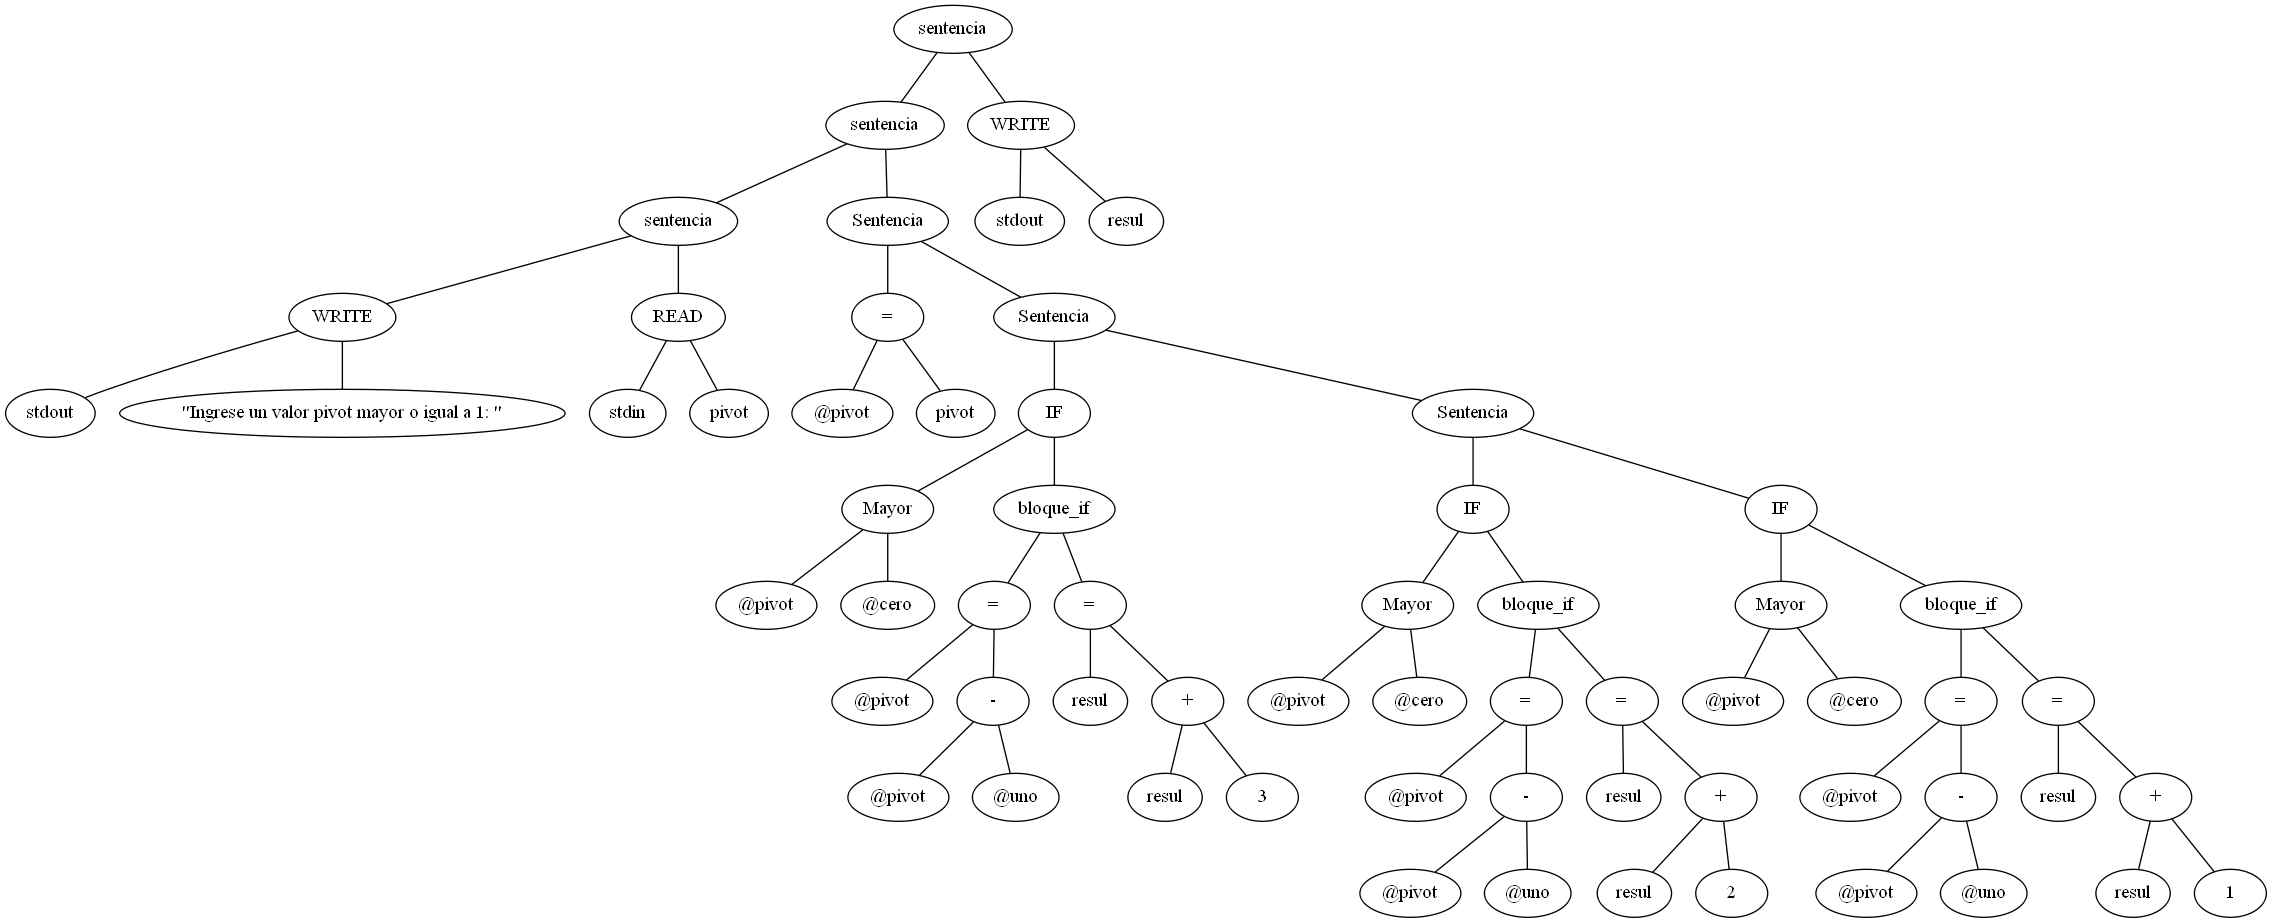 sentencia
sentencia WRITE
sentencia Sentencia stdout resul
WRITE READ = Sentencia
stdout "Ingrese un valor pivot mayor o igual a 1: " stdin pivot @pivot pivot IF Sentencia
Mayor bloque_if IF IF
@pivot @cero = = Mayor bloque_if Mayor bloque_if
@pivot - resul + @pivot @cero = = @pivot @cero = =
@pivot @uno resul 3 @pivot - resul + @pivot - resul +
@pivot @uno resul 2 @pivot @uno resul 1